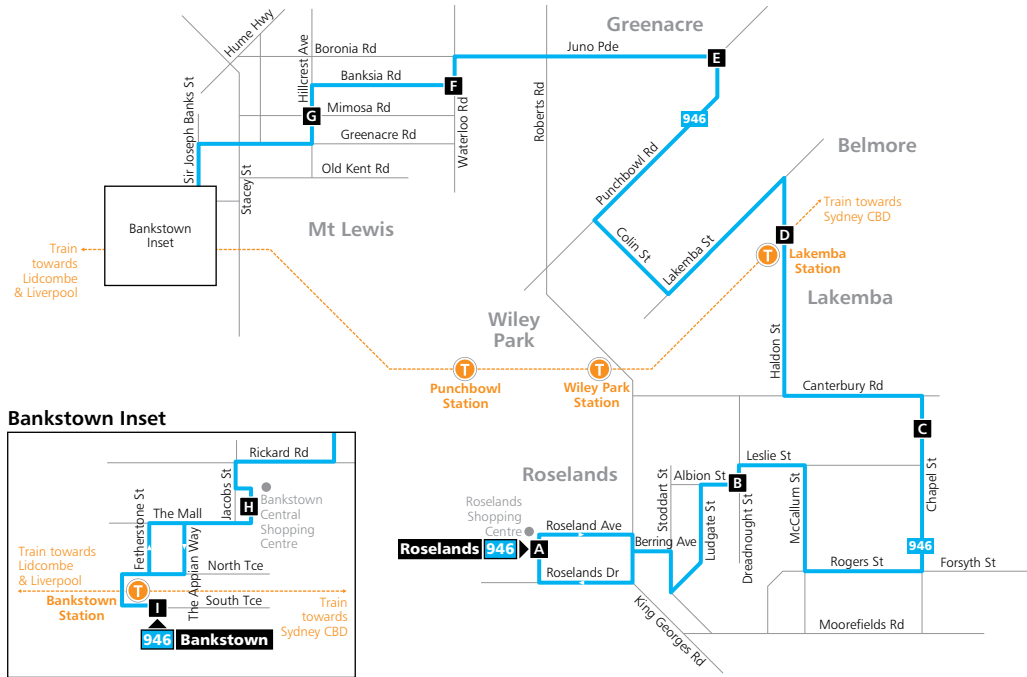 Greenacre
Hume Hwy
Hillcrest Ave
Boronia Rd
Juno Pde
E
Banksia Rd
F
Sir Joseph Banks St
G
Mimosa Rd
Waterloo Rd
Roberts Rd
946
Greenacre Rd
Belmore
Old Kent Rd
Stacey St
Punchbowl Rd
Bankstown
Inset
Mt Lewis
Train towards
Sydney CBD
Colin St
Lakemba St
D
T
Lakemba
Station
Train
towards
Lidcombe
& Liverpool
Lakemba
Wiley
Park
Haldon St
T
T
Punchbowl
Station
Wiley Park
Station
Canterbury Rd
C
Bankstown Inset
Rickard Rd
Jacobs St
Bankstown
Central
Shopping
Centre
H
The Mall
Fetherstone St
The Appian Way
Train towards
Lidcombe
& Liverpool
North Tce
T
Bankstown
Station
I
South Tce
Train
towards
Sydney CBD
946 Bankstown
Roselands
Leslie St
Albion St
B
Stoddart St
Ludgate St
Dreadnought St
McCallum St
Chapel St
Roselands
Shopping
Centre
Roseland Ave
Roselands 946
A
Berring Ave
946
Roselands Dr
Rogers St
Forsyth St
King Georges Rd
Moorefields Rd